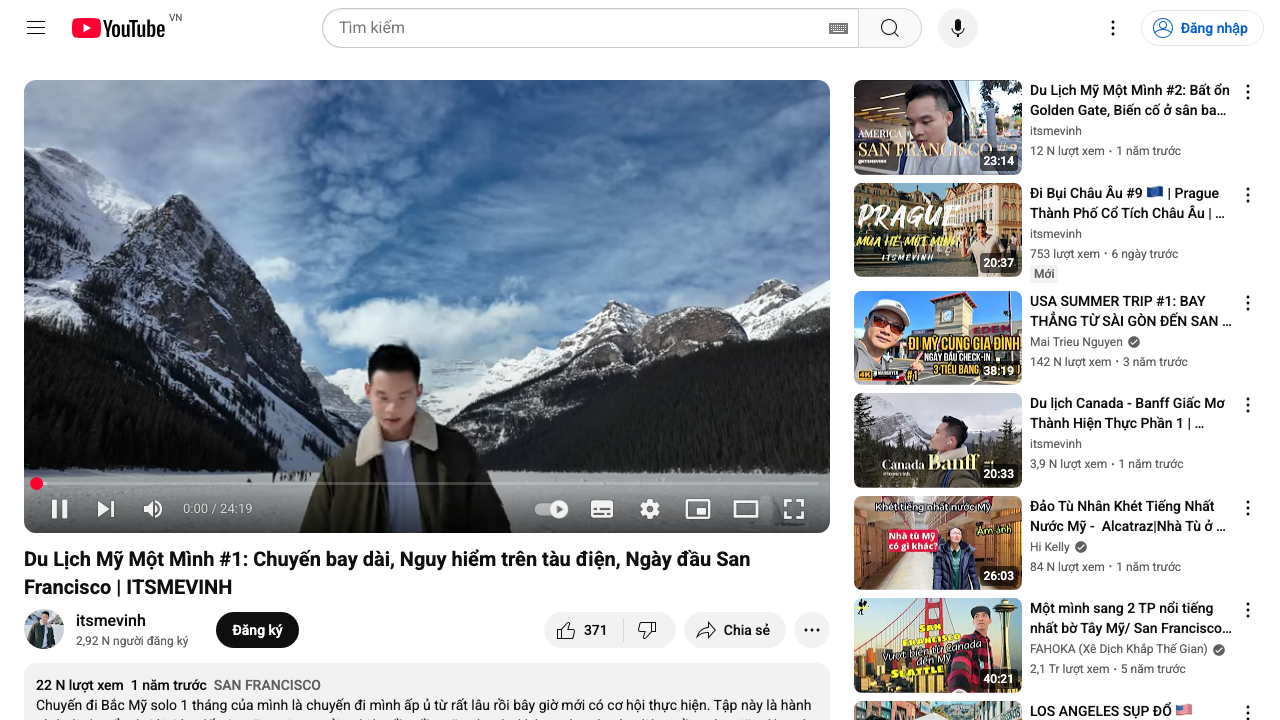 YouTube VN
Tìm kiếm
Đăng nhập
0:00 / 24:19
Du Lịch Mỹ Một Mình #1: Chuyến bay dài, Nguy hiểm trên tàu điện, Ngày đầu San
Francisco | ITSMEVINH
itsmevinh
2,92 N người đăng ký
Đăng ký
371
Chia sẻ
22 N lượt xem 1 năm trước SAN FRANCISCO
Chuyến đi Bắc Mỹ solo 1 tháng của mình là chuyến đi mình ấp ủ từ rất lâu rồi bây giờ mới có cơ hội thực hiện. Tập này là hành
AMERICA
SAN FRANCISCO #2
@ITSMEVINH
23:14
Du Lịch Mỹ Một Mình #2: Bất ổn
Golden Gate, Biến cố ở sân ba…
itsmevinh
12 N lượt xem • 1 năm trước
PRAGUE
MÙA HÈ MỘT MÌNH
ITSMEVINH
20:37
Đi Bụi Châu Âu #9 🇪🇺 | Prague
Thành Phố Cổ Tích Châu Âu | …
itsmevinh
753 lượt xem • 6 ngày trước
Mới
EDEN
ĐI MỸ CÙNG GIA ĐÌNH
NGÀY ĐẦU CHECK-IN
3 TIỂU BANG
4K
#1
38:19
USA SUMMER TRIP #1: BAY
THẲNG TỪ SÀI GÒN ĐẾN SAN …
Mai Trieu Nguyen
142 N lượt xem • 3 năm trước
Canada Banff #1
@itsmevinh
20:33
Du lịch Canada - Banff Giấc Mơ
Thành Hiện Thực Phần 1 | …
itsmevinh
3,9 N lượt xem • 1 năm trước
Khét tiếng nhất nước Mỹ
Nhà tù Mỹ
có gì khác?
Ám ảnh
26:03
Đảo Tù Nhân Khét Tiếng Nhất
Nước Mỹ - Alcatraz|Nhà Tù ở …
Hi Kelly
84 N lượt xem • 1 năm trước
SAN
FRANCISCO
Vượt biên từ Canada
đến Mỹ
SEATTLE
40:21
Một mình sang 2 TP nổi tiếng
nhất bờ Tây Mỹ/ San Francisco…
FAHOKA (Xê Dịch Khắp Thế Gian)
2,1 Tr lượt xem • 5 năm trước
LOS ANGELES SỤP ĐỔ 🇺🇸